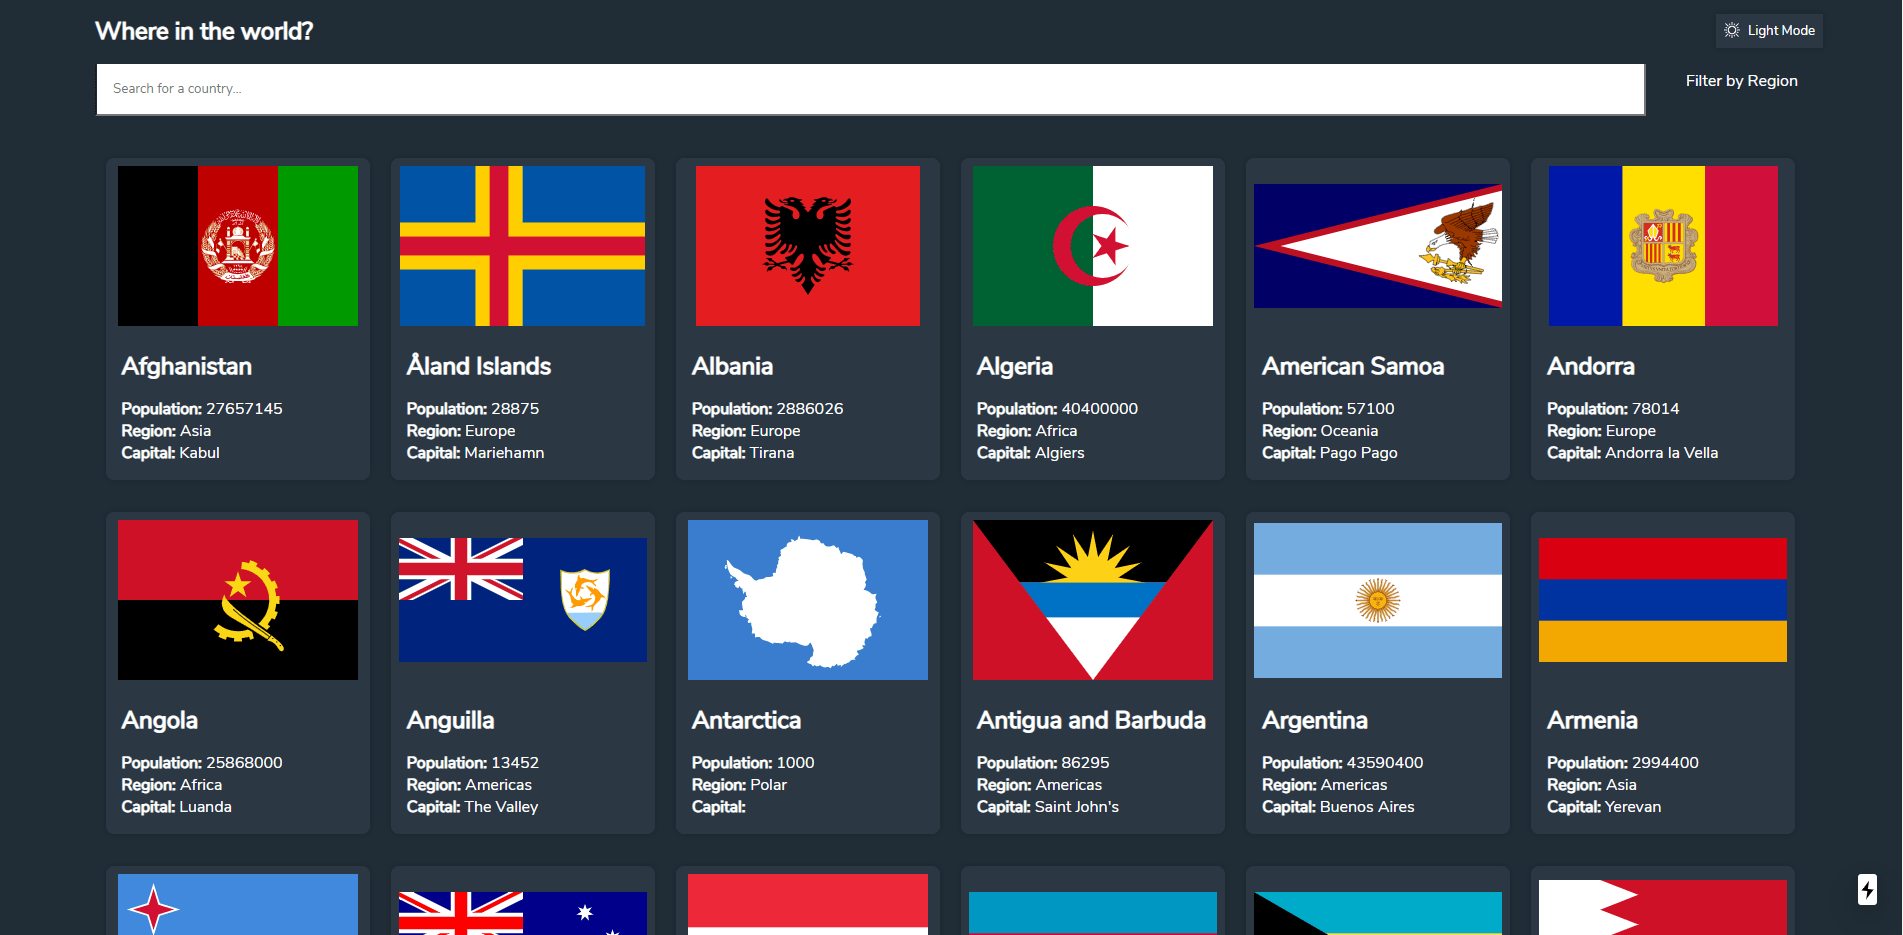 Where in the world?
Light Mode
Search for a country...
Filter by Region
Afghanistan
Population: 27657145
Region: Asia
Capital: Kabul
Åland Islands
Population: 28875
Region: Europe
Capital: Mariehamn
Albania
Population: 2886026
Region: Europe
Capital: Tirana
Algeria
Population: 40400000
Region: Africa
Capital: Algiers
American Samoa
Population: 57100
Region: Oceania
Capital: Pago Pago
Andorra
Population: 78014
Region: Europe
Capital: Andorra la Vella
Angola
Population: 25868000
Region: Africa
Capital: Luanda
Anguilla
Population: 13452
Region: Americas
Capital: The Valley
Antarctica
Population: 1000
Region: Polar
Capital:
Antigua and Barbuda
Population: 86295
Region: Americas
Capital: Saint John's
Argentina
Population: 43590400
Region: Americas
Capital: Buenos Aires
Armenia
Population: 2994400
Region: Asia
Capital: Yerevan